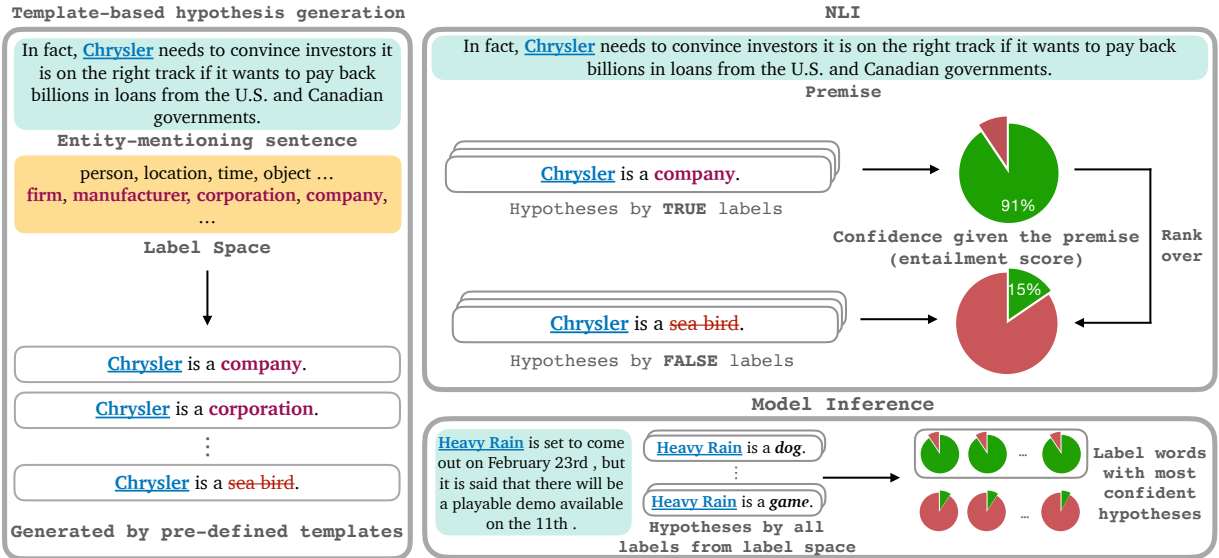 Template-based hypothesis generation
In fact, Chrysler needs to convince investors it
is on the right track if it wants to pay back
billions in loans from the U.S. and Canadian
governments.
Entity-mentioning sentence
person, location, time, object …
firm, manufacturer, corporation, company,
…
Label Space
Chrysler is a company.
Chrysler is a corporation.
⋮
Chrysler is a sea bird.
Generated by pre-defined templates
NLI
In fact, Chrysler needs to convince investors it is on the right track if it wants to pay back
billions in loans from the U.S. and Canadian governments.
Premise
Chrysler is a company.
Hypotheses by TRUE labels
91%
Confidence given the premise
(entailment score)
Rank
over
15%
Chrysler is a sea bird.
Hypotheses by FALSE labels
Model Inference
Heavy Rain is set to come
out on February 23rd , but
it is said that there will be
a playable demo available
on the 11th .
Heavy Rain is a dog.
⋮
Heavy Rain is a game.
Hypotheses by all
labels from label space
...
...
Label words
with most
confident
hypotheses